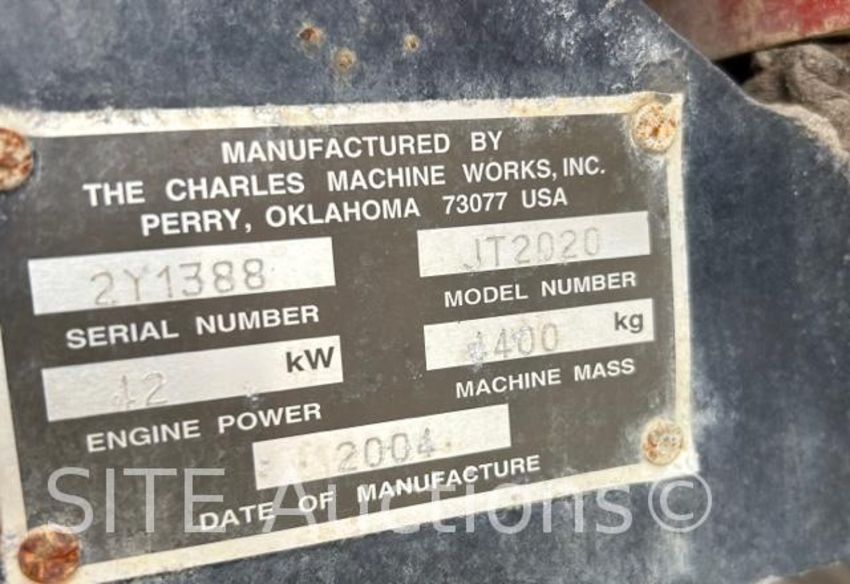 MANUFACTURED BY
THE CHARLES MACHINE WORKS, INC.
PERRY, OKLAHOMA 73077 USA
2Y1388
SERIAL NUMBER
JT2020
MODEL NUMBER
kW
ENGINE POWER
kg
MACHINE MASS
2004
DATE OF MANUFACTURE
SITE Auctions©